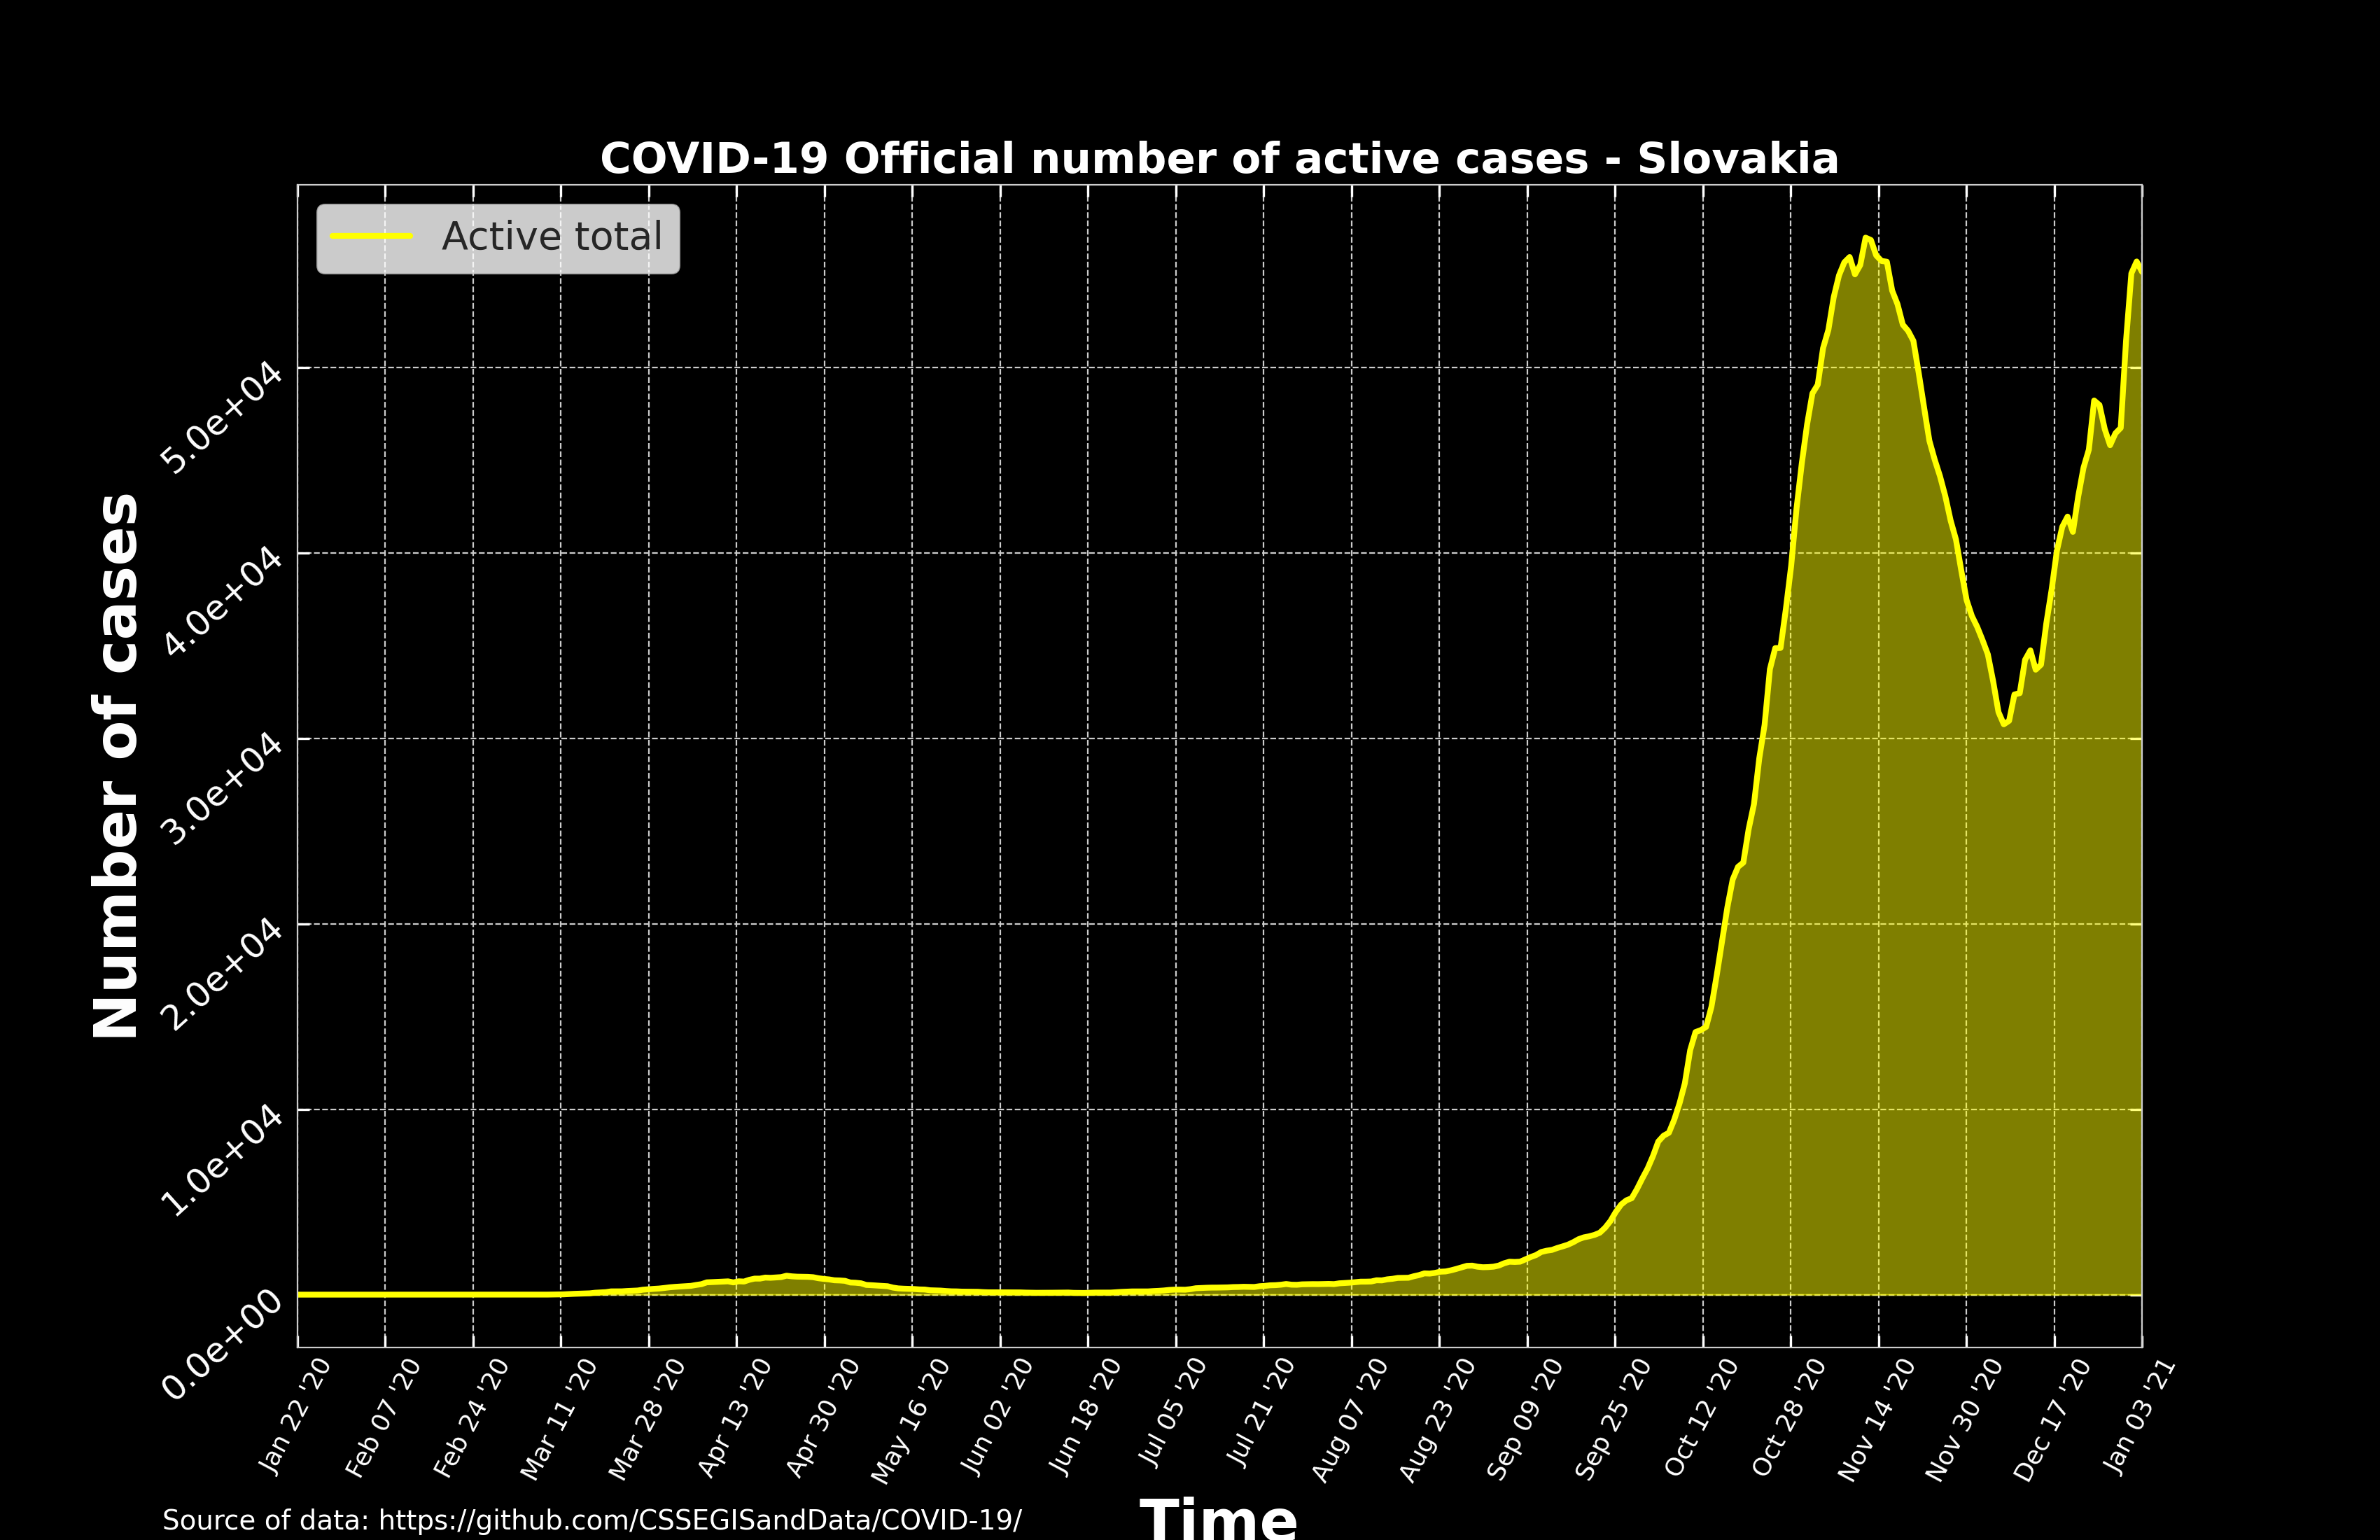 COVID-19 Official number of active cases - Slovakia
Active total
Number of cases
5.0e+04
4.0e+04
3.0e+04
2.0e+04
1.0e+04
0.0e+00
Jan 22 '20
Feb 07 '20
Feb 24 '20
Mar 11 '20
Mar 28 '20
Apr 13 '20
Apr 30 '20
May 16 '20
Jun 02 '20
Jun 18 '20
Jul 05 '20
Jul 21 '20
Aug 07 '20
Aug 23 '20
Sep 09 '20
Sep 25 '20
Oct 12 '20
Oct 28 '20
Nov 14 '20
Nov 30 '20
Dec 17 '20
Jan 03 '21
Time
Source of data: https://github.com/CSSEGISandData/COVID-19/